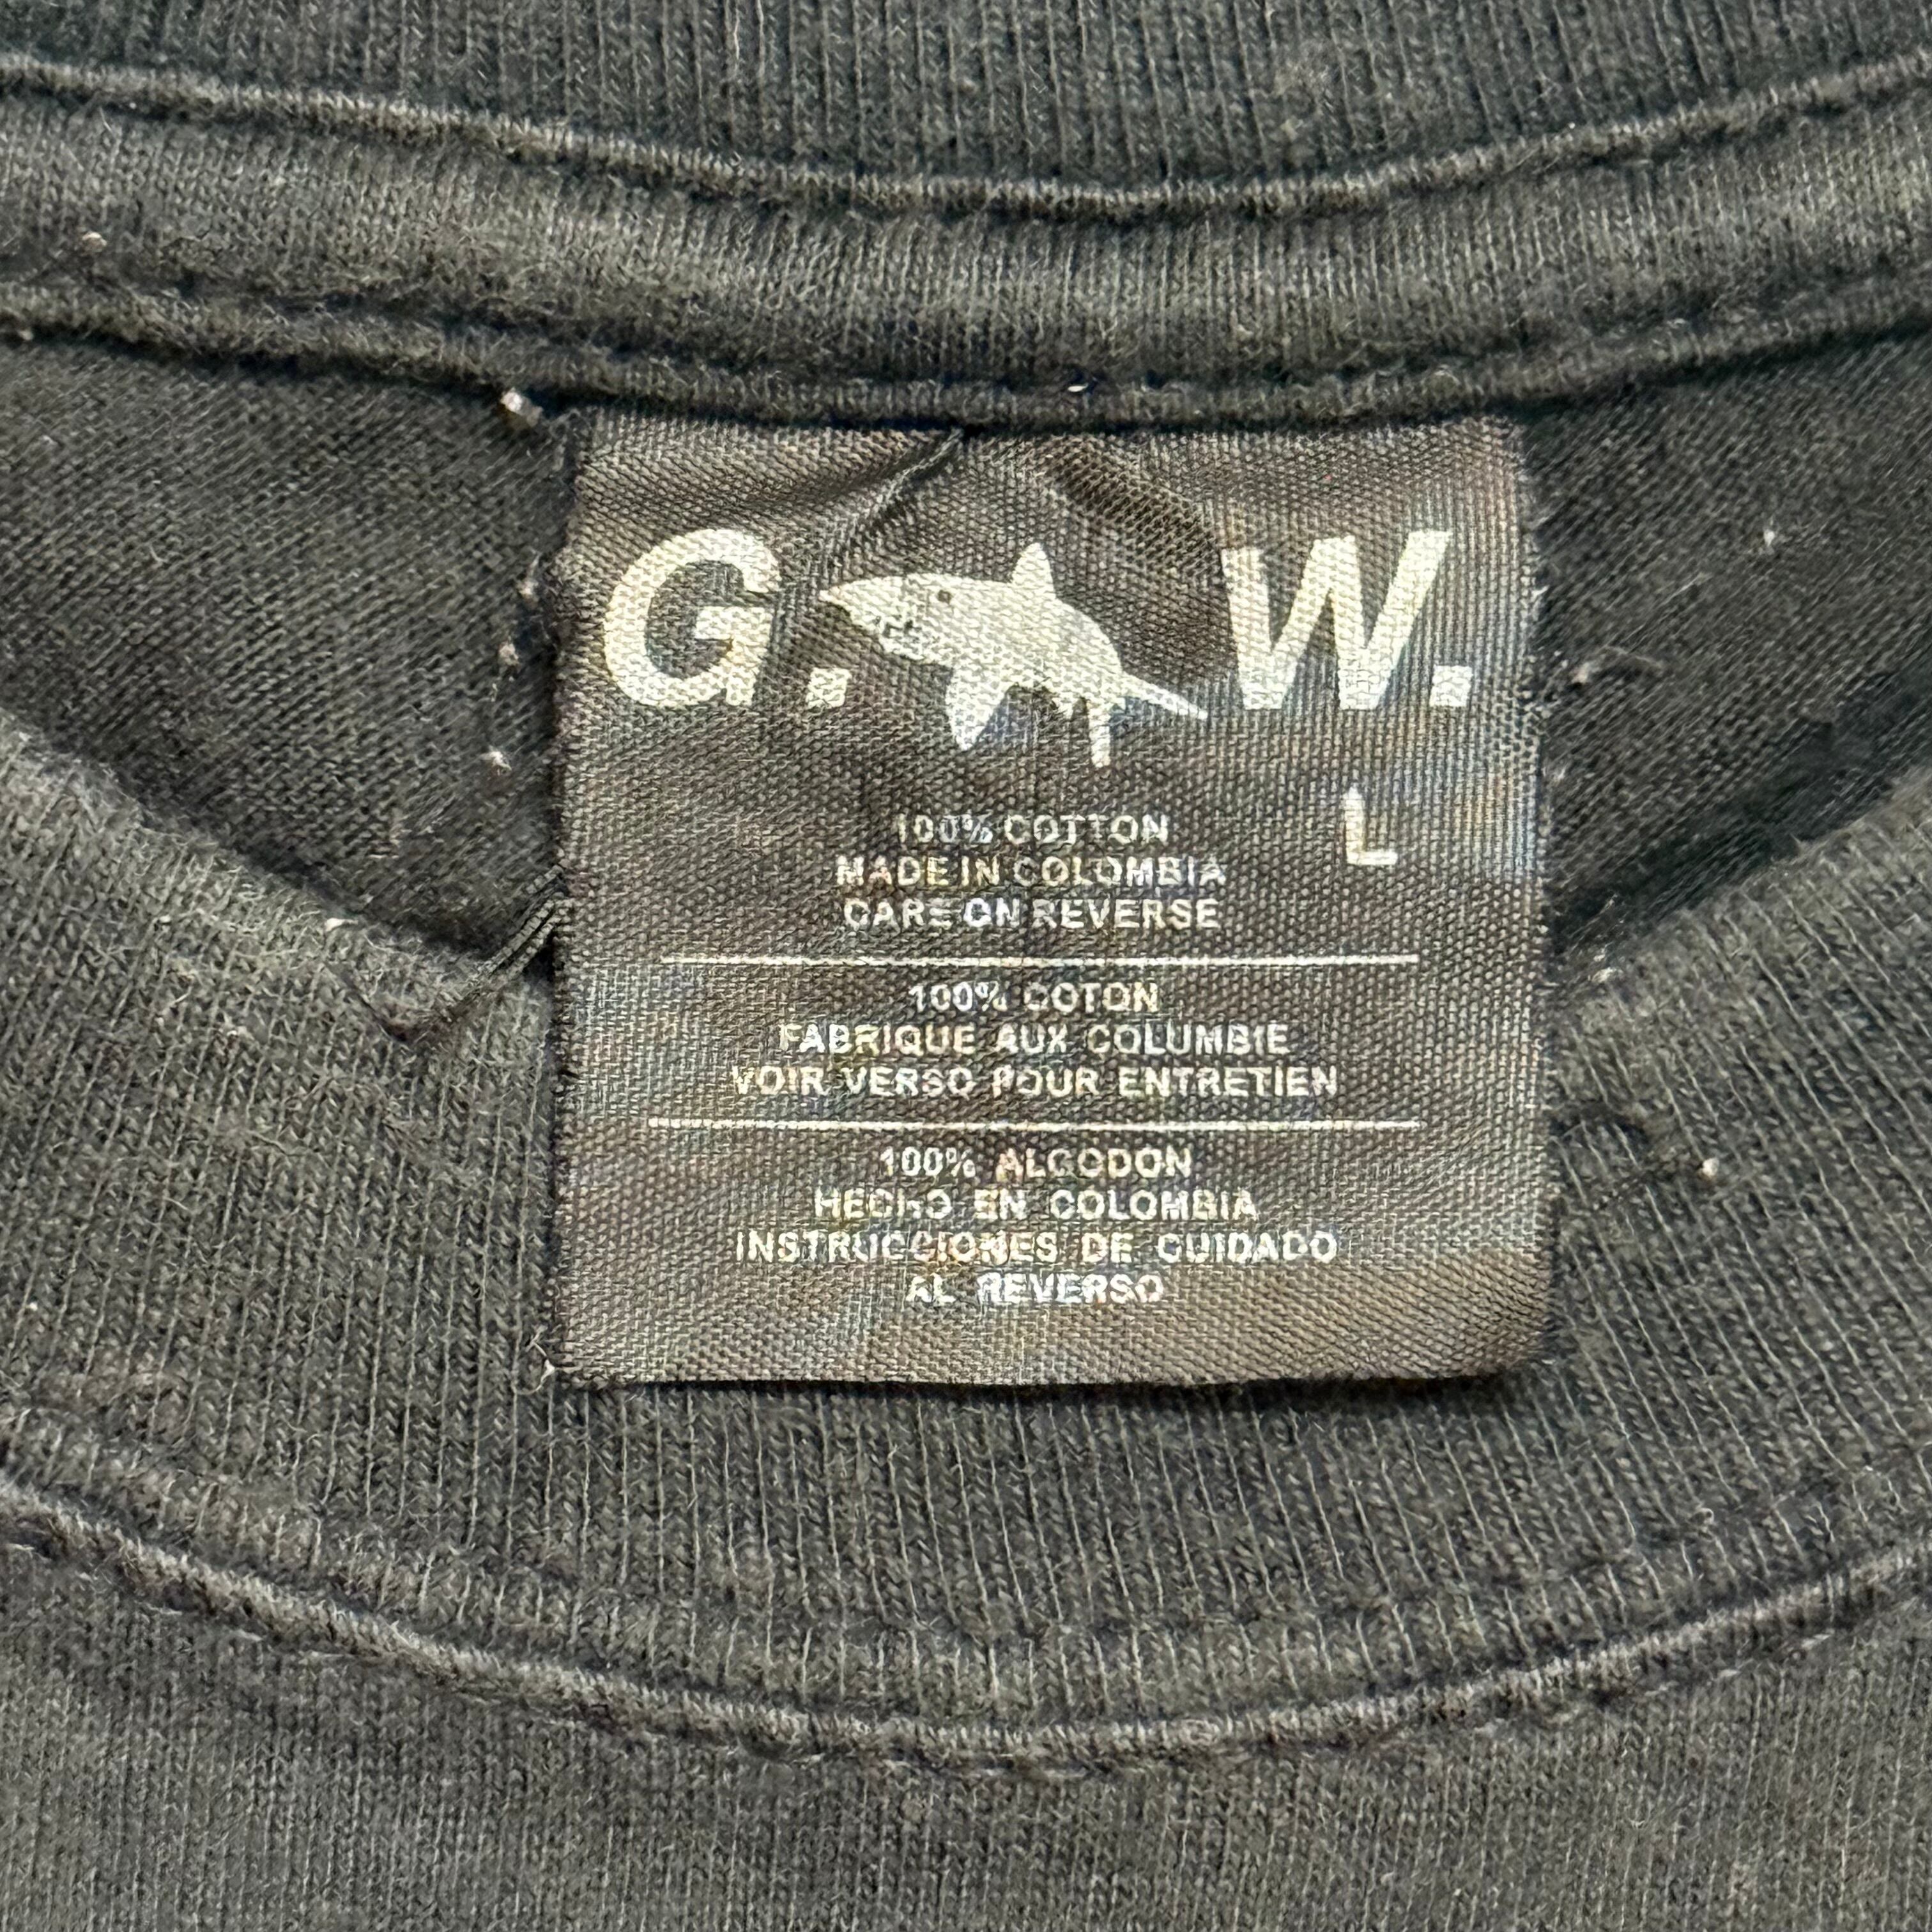 G. W.
L
100% COTTON
MADE IN COLOMBIA
CARE ON REVERSE
100% COTON
FABRIQUE AUX COLUMBIE
VOIR VERSO POUR ENTRETIEN
100% ALGODON
HECHO EN COLOMBIA
INSTRUCCIONES DE CUIDADO
AL REVERSO